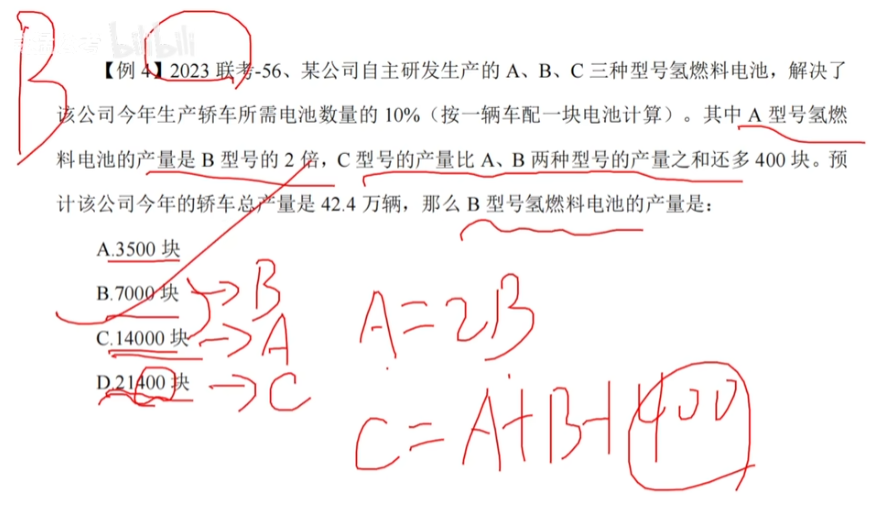 bilibili
B
【例 4】2023 联考-56、某公司自主研发生产的 A、B、C 三种型号氢燃料电池，解决了
该公司今年生产轿车所需电池数量的 10%（按一辆车配一块电池计算）。其中 A 型号氢燃
料电池的产量是 B 型号的 2 倍，C 型号的产量比 A、B 两种型号的产量之和还多 400 块。预
计该公司今年的轿车总产量是 42.4 万辆，那么 B 型号氢燃料电池的产量是：
A.3500 块
B.7000 块 → B
C.14000 块 → A
D.21400 块 → C
A=2B
C=A+B+400